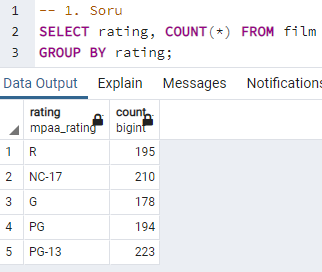 1 -- 1. Soru
2 SELECT rating, COUNT(*) FROM film
3 GROUP BY rating;
Data Output Explain Messages Notifications
rating mpaa_rating count bigint
1 R 195
2 NC-17 210
3 G 178
4 PG 194
5 PG-13 223